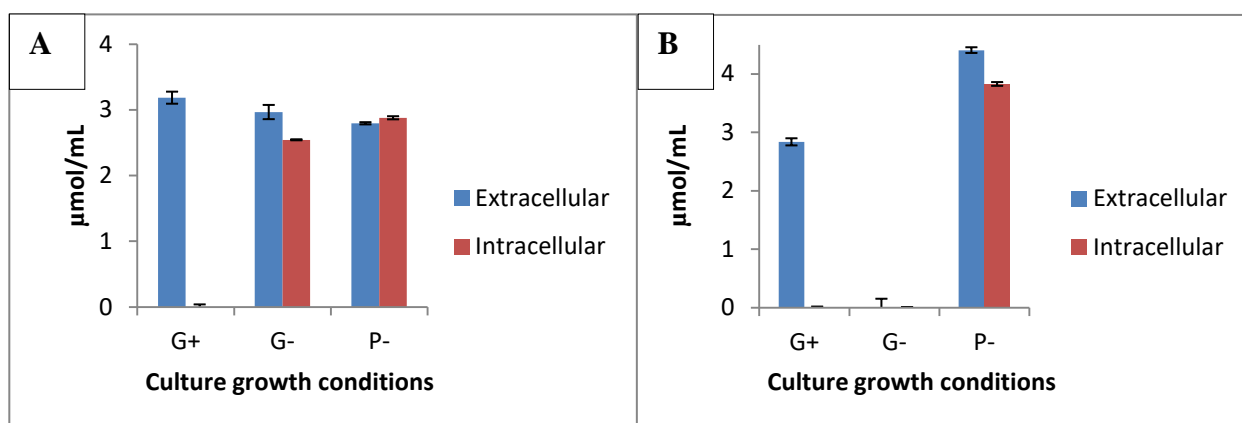 A
4
3
2
1
0
µmol/mL
G+ G- P-
Culture growth conditions
Extracellular
Intracellular
B
4
3
2
1
0
µmol/mL
G+ G- P-
Culture growth conditions
Extracellular
Intracellular